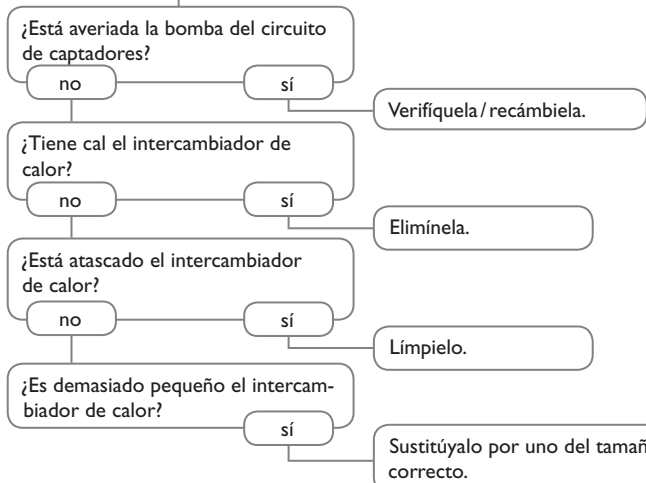 ¿Está averiada la bomba del circuito
de captadores?
no
sí
Verifíquela/recámbiela.
¿Tiene cal el intercambiador de
calor?
no
sí
Elimínela.
¿Está atascado el intercambiador
de calor?
no
sí
Límpielo.
¿Es demasiado pequeño el intercam-
biador de calor?
sí
Sustitúyalo por uno del tamañ
correcto.